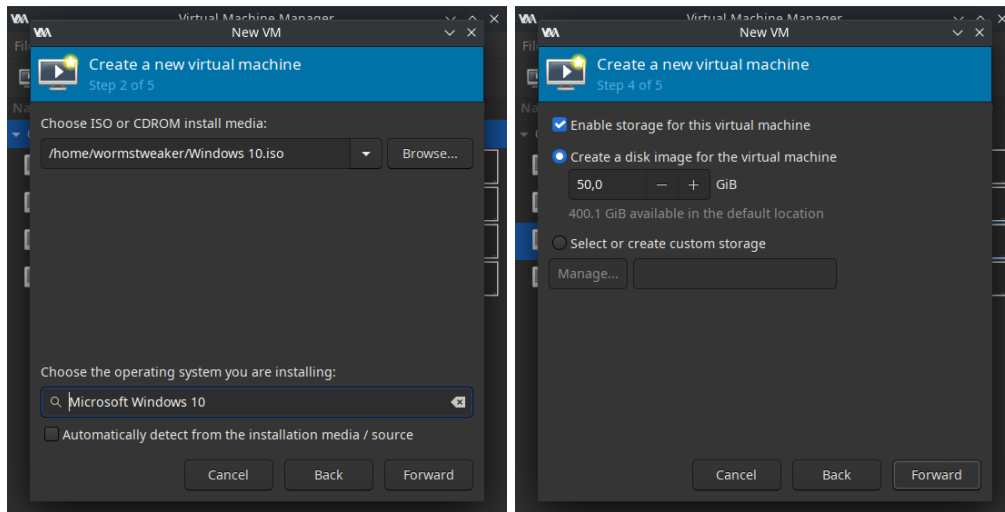 Virtual Machine Manager
New VM
Fil
Create a new virtual machine
Step 2 of 5
Na
Choose ISO or CDROM install media:
/home/wormstweaker/Windows 10.iso
Browse...
Choose the operating system you are installing:
Microsoft Windows 10
Automatically detect from the installation media / source
Cancel Back Forward
Virtual Machine Manager
New VM
Fil
Create a new virtual machine
Step 4 of 5
Na
Enable storage for this virtual machine
Create a disk image for the virtual machine
50,0 − + GiB
400.1 GiB available in the default location
Select or create custom storage
Manage...
Cancel Back Forward